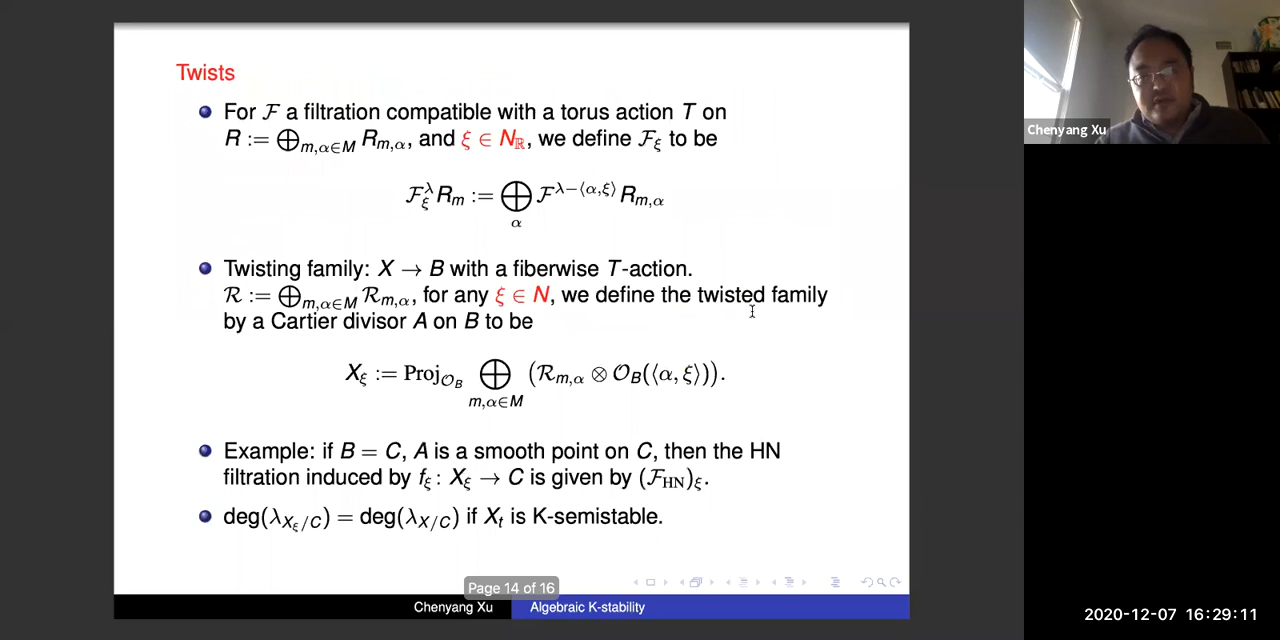 Twists
For F a filtration compatible with a torus action T on
R := ⊕_{m,α∈M} R_{m,α}, and ξ ∈ N_ℝ, we define F_ξ to be
F_ξ^λ R_m := ⊕_α F^{λ−⟨α,ξ⟩} R_{m,α}
Twisting family: X → B with a fiberwise T-action.
R := ⊕_{m,α∈M} R_{m,α}, for any ξ ∈ N, we define the twisted family
by a Cartier divisor A on B to be
X_ξ := Proj_{O_B} ⊕_{m,α∈M} (R_{m,α} ⊗ O_B(⟨α, ξ⟩)).
Example: if B = C, A is a smooth point on C, then the HN
filtration induced by f_ξ : X_ξ → C is given by (F_HN)_ξ.
deg(λ_{X_ξ/C}) = deg(λ_{X/C}) if X_t is K-semistable.
Page 14 of 16
Chenyang Xu Algebraic K-stability
Chenyang Xu
2020-12-07 16:29:11